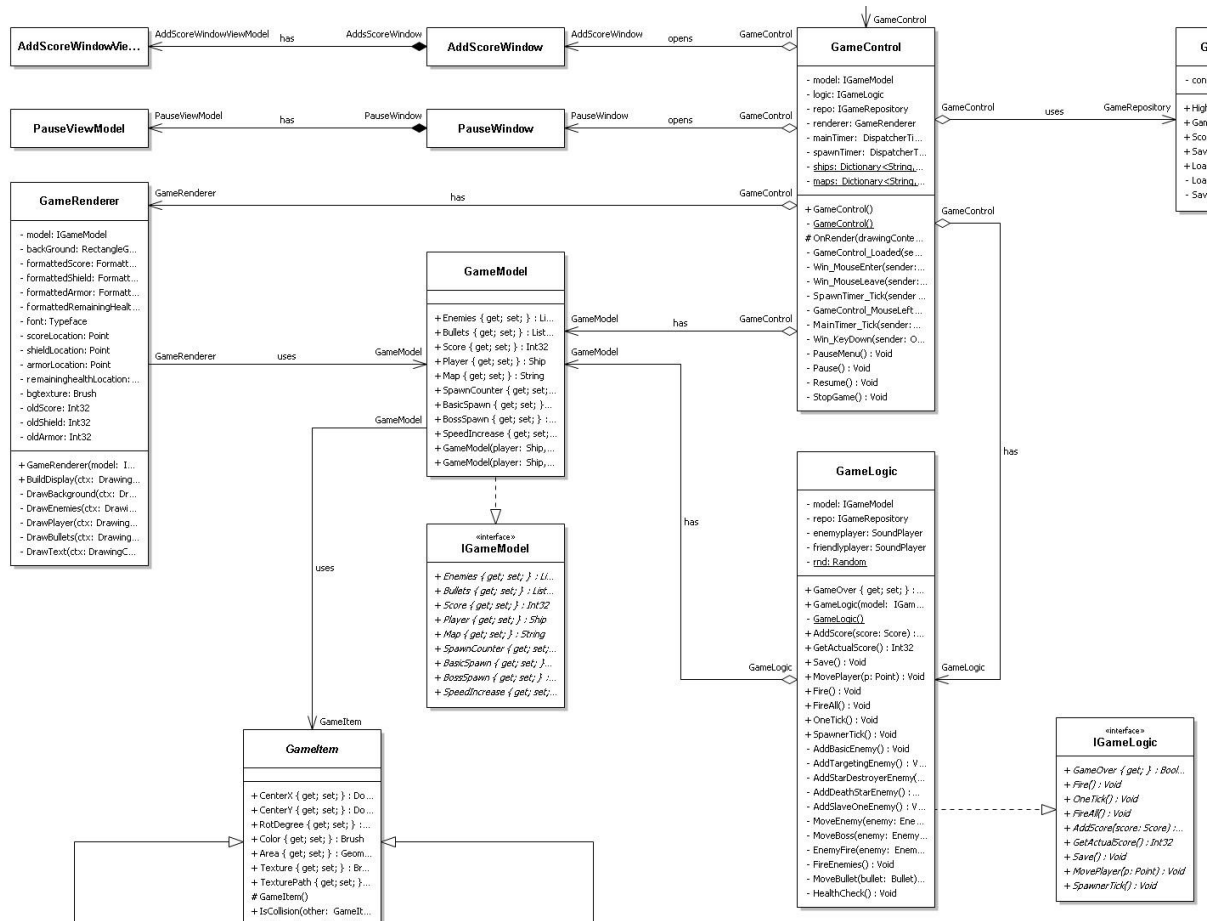 GameControl
AddScoreWindowVie...
AddScoreWindowViewModel
has
AddsScoreWindow
AddScoreWindow
AddScoreWindow
opens
GameControl
PauseViewModel
PauseViewModel
has
PauseWindow
PauseWindow
PauseWindow
opens
GameControl
GameControl
- model: IGameModel
- logic: IGameLogic
- repo: IGameRepository
- renderer: GameRenderer
- mainTimer: DispatcherTi...
- spawnTimer: DispatcherT...
- ships: Dictionary<String,...
- maps: Dictionary<String,...
+ GameControl()
- GameControl()
# OnRender(drawingConte...
- GameControl_Loaded(se...
- Win_MouseEnter(sender:...
- Win_MouseLeave(sender:...
- SpawnTimer_Tick(sender ...
- GameControl_MouseLeft...
- MainTimer_Tick(sender: ...
- Win_KeyDown(sender: O...
- PauseMenu() : Void
- Pause() : Void
- Resume() : Void
- StopGame() : Void
GameControl
uses
GameRepository
G
- con
+ High
+ Gam
+ Sco
+ Sav
+ Loa
- Loa
- Sav
GameControl
has
GameLogic
GameRenderer
has
GameControl
GameRenderer
- model: IGameModel
- backGround: RectangleG...
- formattedScore: Formatt...
- formattedShield: Formatt...
- formattedArmor: Formatt...
- formattedRemainingHealt...
- font: Typeface
- scoreLocation: Point
- shieldLocation: Point
- armorLocation: Point
- remaininghealthLocation: ...
- bgtexture: Brush
- oldScore: Int32
- oldShield: Int32
- oldArmor: Int32
+ GameRenderer(model: I...
+ BuildDisplay(ctx: Drawing...
- DrawBackground(ctx: Dr...
- DrawEnemies(ctx: Drawi...
- DrawPlayer(ctx: Drawing...
- DrawBullets(ctx: Drawing...
- DrawText(ctx: DrawingC...
GameRenderer
uses
GameModel
GameModel
+ Enemies { get; set; } : Li...
+ Bullets { get; set; } : List...
+ Score { get; set; } : Int32
+ Player { get; set; } : Ship
+ Map { get; set; } : String
+ SpawnCounter { get; set;...
+ BasicSpawn { get; set; }...
+ BossSpawn { get; set; } :...
+ SpeedIncrease { get; set;...
+ GameModel(player: Ship,...
+ GameModel(player: Ship,...
GameModel
has
GameControl
GameModel
has
GameLogic
GameModel
uses
GameItem
«interface»
IGameModel
+ Enemies { get; set; } : Li...
+ Bullets { get; set; } : List...
+ Score { get; set; } : Int32
+ Player { get; set; } : Ship
+ Map { get; set; } : String
+ SpawnCounter { get; set;...
+ BasicSpawn { get; set; }...
+ BossSpawn { get; set; } :...
+ SpeedIncrease { get; set;...
GameLogic
- model: IGameModel
- repo: IGameRepository
- enemyplayer: SoundPlayer
- friendlyplayer: SoundPlayer
- rnd: Random
+ GameOver { get; set; } : ...
+ GameLogic(model: IGam...
- GameLogic()
+ AddScore(score: Score) :...
+ GetActualScore() : Int32
+ Save() : Void
+ MovePlayer(p: Point) : Void
+ Fire() : Void
+ FireAll() : Void
+ OneTick() : Void
+ SpawnerTick() : Void
- AddBasicEnemy() : Void
- AddTargetingEnemy() : V...
- AddStarDestroyerEnemy(...
- AddDeathStarEnemy() : ...
- AddSlaveOneEnemy() : V...
- MoveEnemy(enemy: Ene...
- MoveBoss(enemy: Enemy...
- EnemyFire(enemy: Enem...
- FireEnemies() : Void
- MoveBullet(bullet: Bullet)...
- HealthCheck() : Void
«interface»
IGameLogic
+ GameOver { get; } : Bool...
+ Fire() : Void
+ OneTick() : Void
+ FireAll() : Void
+ AddScore(score: Score) :...
+ GetActualScore() : Int32
+ Save() : Void
+ MovePlayer(p: Point) : Void
+ SpawnerTick() : Void
GameItem
+ CenterX { get; set; } : Do...
+ CenterY { get; set; } : Do...
+ RotDegree { get; set; } :...
+ Color { get; set; } : Brush
+ Area { get; set; } : Geom...
+ Texture { get; set; } : Br...
+ TexturePath { get; set; }...
# GameItem()
+ IsCollision(other: GameIt...